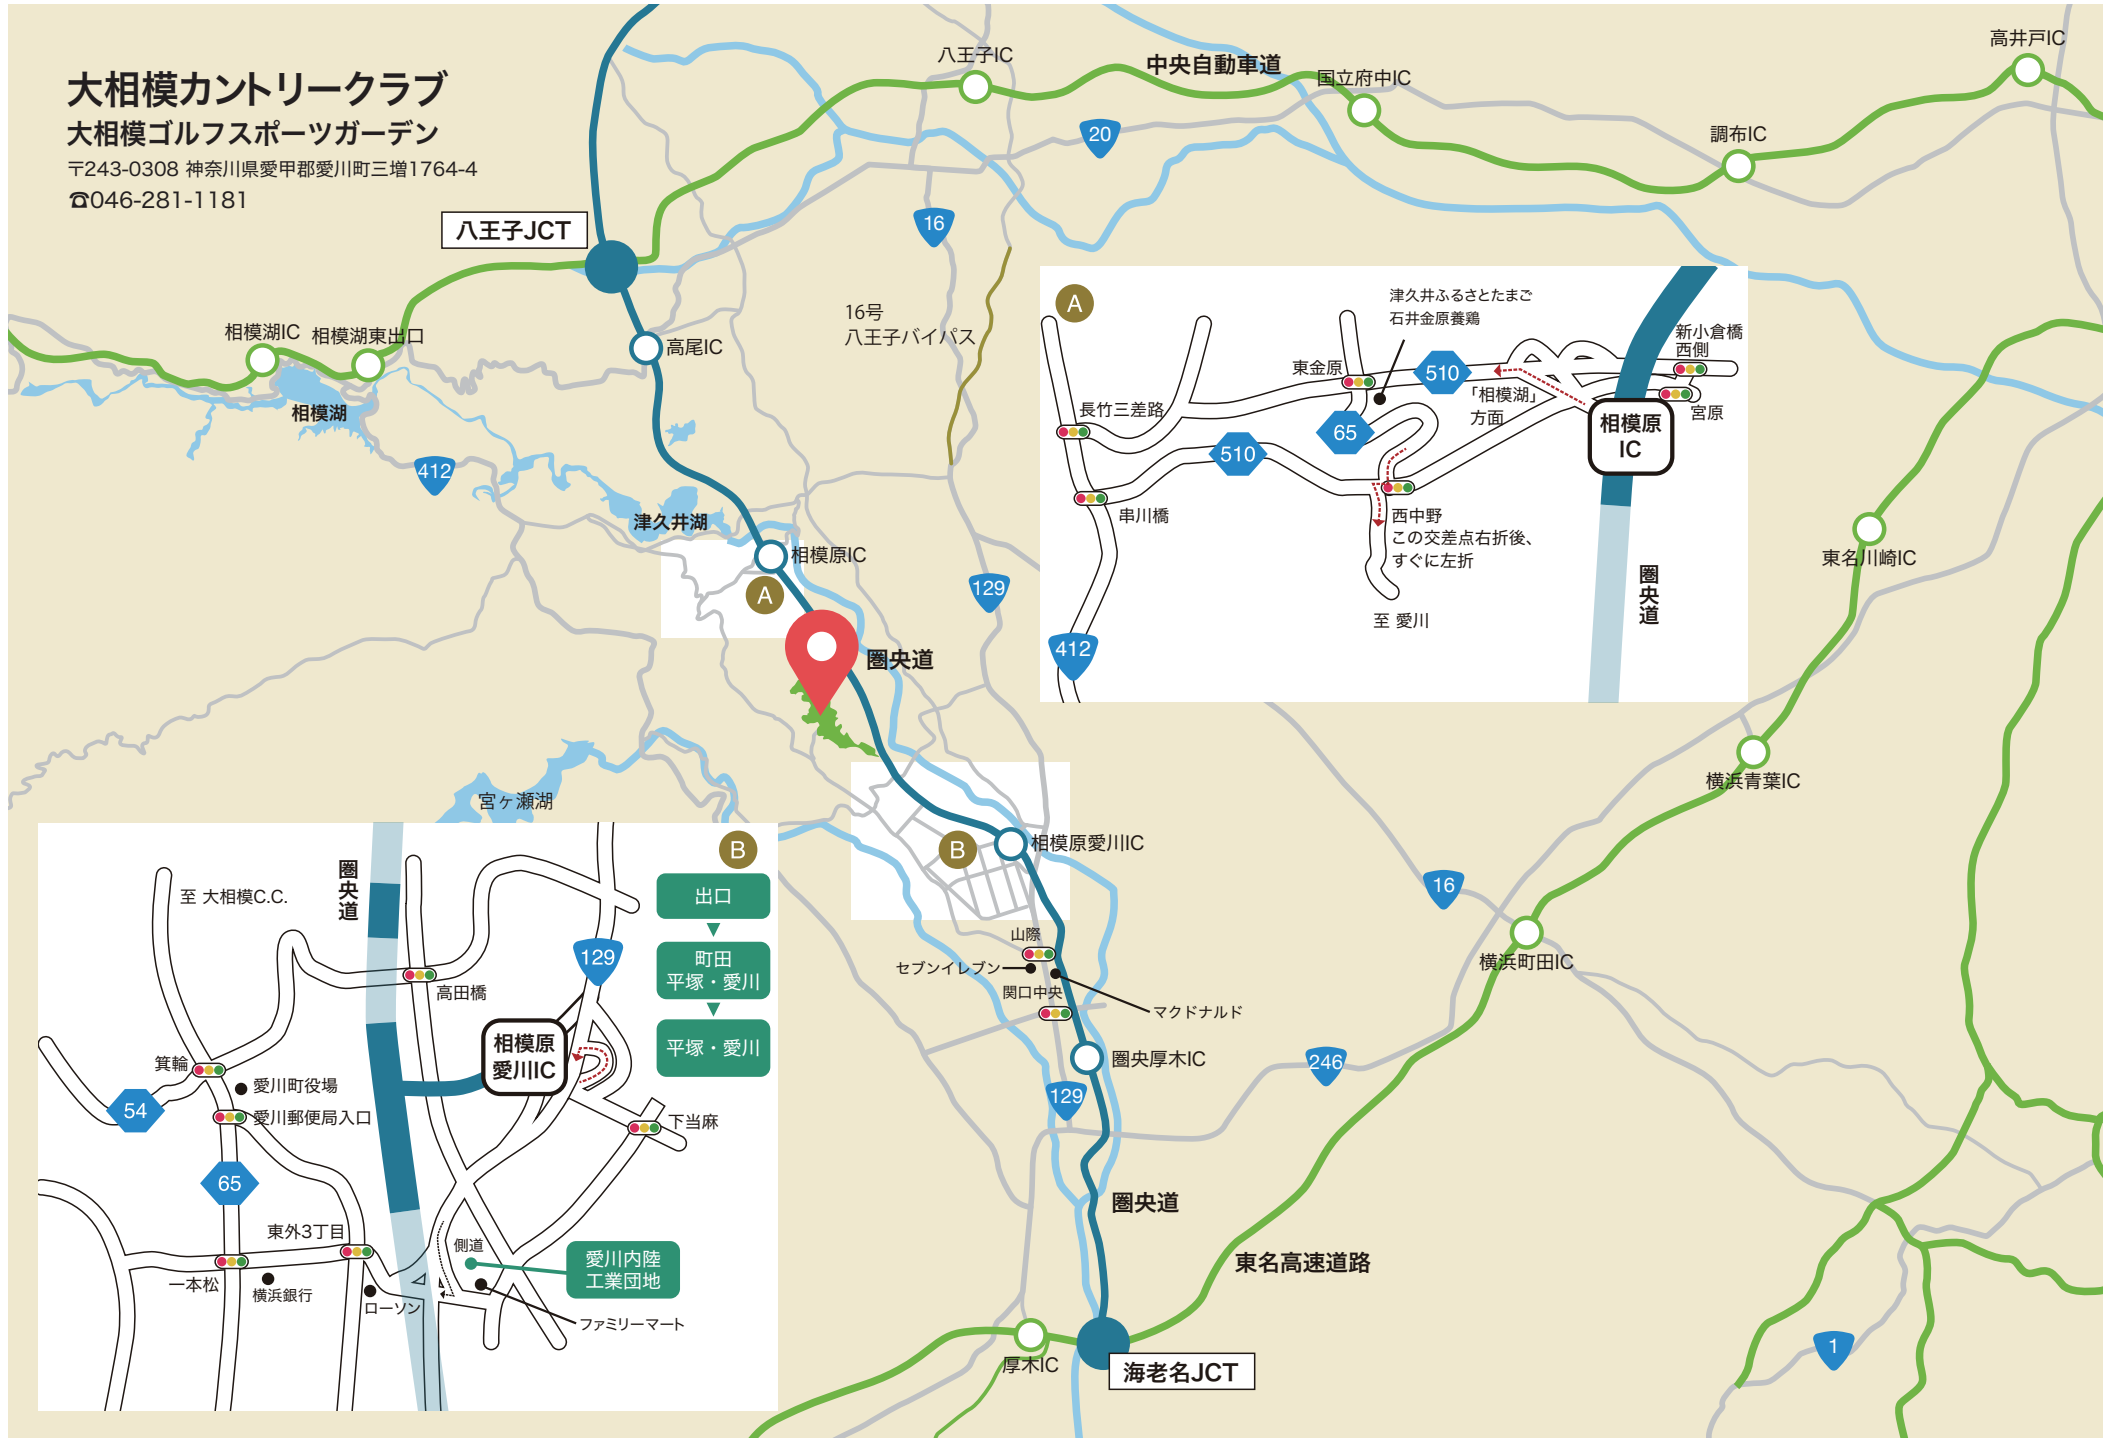 大相模カントリークラブ
大相模ゴルフスポーツガーデン
〒243-0308 神奈川県愛甲郡愛川町三増1764-4
☎046-281-1181
八王子IC
中央自動車道
国立府中IC
高井戸IC
調布IC
20
16
八王子JCT
16号
八王子バイパス
相模湖IC
相模湖東出口
高尾IC
相模湖
412
津久井湖
相模原IC
A
129
圏央道
宮ヶ瀬湖
相模原愛川IC
B
山際
セブンイレブン
関口中央
マクドナルド
圏央厚木IC
129
246
16
圏央道
東名高速道路
厚木IC
海老名JCT
横浜町田IC
横浜青葉IC
東名川崎IC
1
A
津久井ふるさとたまご
石井金原養鶏
新小倉橋
西側
東金原
510
「相模湖」
方面
宮原
長竹三差路
65
相模原
IC
510
串川橋
西中野
この交差点右折後、
すぐに左折
圏央道
至 愛川
412
B
圏央道
至 大相模C.C.
出口
町田
平塚・愛川
平塚・愛川
129
高田橋
相模原
愛川IC
箕輪
愛川町役場
54
愛川郵便局入口
下当麻
65
東外3丁目
側道
愛川内陸
工業団地
一本松
横浜銀行
ローソン
ファミリーマート